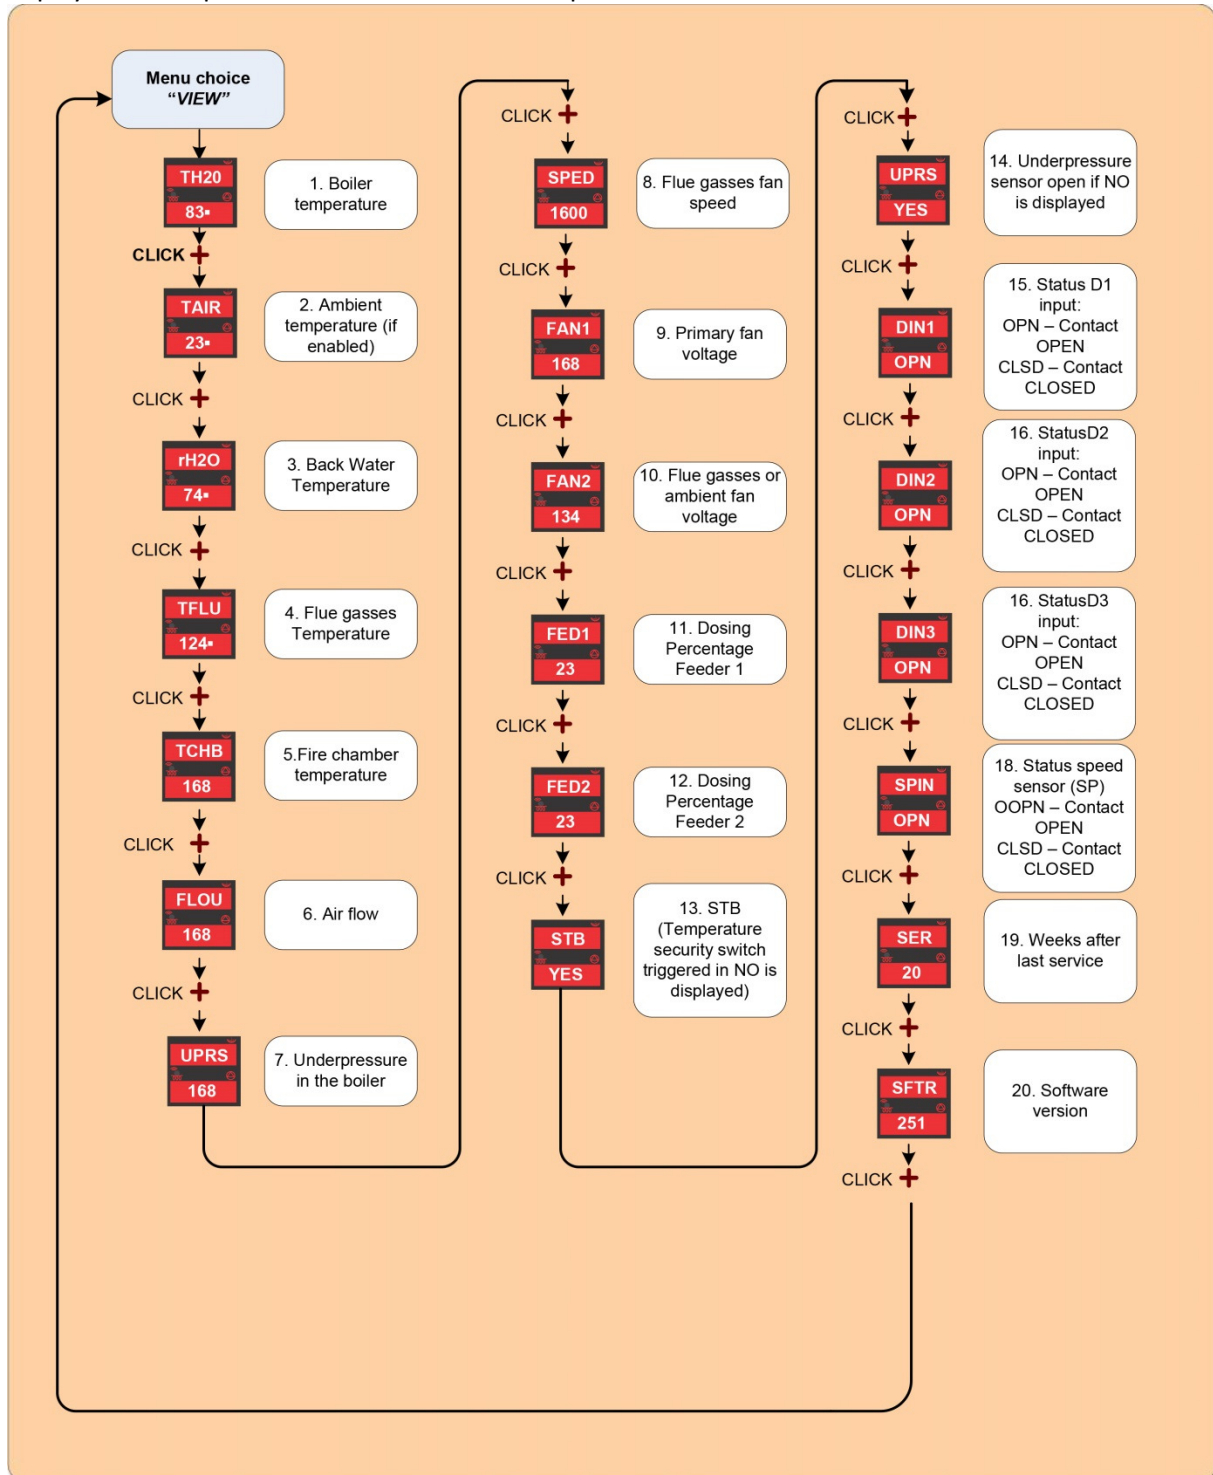 Menu choice
“VIEW”
TH20
83▪
1. Boiler
temperature
CLICK +
TAIR
23▪
2. Ambient
temperature (if
enabled)
CLICK +
rH2O
74▪
3. Back Water
Temperature
CLICK +
TFLU
124▪
4. Flue gasses
Temperature
CLICK +
TCHB
168
5.Fire chamber
temperature
CLICK +
FLOU
168
6. Air flow
CLICK +
UPRS
168
7. Underpressure
in the boiler
CLICK +
SPED
1600
8. Flue gasses fan
speed
CLICK +
FAN1
168
9. Primary fan
voltage
CLICK +
FAN2
134
10. Flue gasses or
ambient fan
voltage
CLICK +
FED1
23
11. Dosing
Percentage
Feeder 1
CLICK +
FED2
23
12. Dosing
Percentage
Feeder 2
CLICK +
STB
YES
13. STB
(Temperature
security switch
triggered in NO is
displayed)
CLICK +
UPRS
YES
14. Underpressure
sensor open if NO
is displayed
CLICK +
DIN1
OPN
15. Status D1
input:
OPN – Contact
OPEN
CLSD – Contact
CLOSED
CLICK +
DIN2
OPN
16. StatusD2
input:
OPN – Contact
OPEN
CLSD – Contact
CLOSED
CLICK +
DIN3
OPN
16. StatusD3
input:
OPN – Contact
OPEN
CLSD – Contact
CLOSED
CLICK +
SPIN
OPN
18. Status speed
sensor (SP)
OOPN – Contact
OPEN
CLSD – Contact
CLOSED
CLICK +
SER
20
19. Weeks after
last service
CLICK +
SFTR
251
20. Software
version
CLICK +